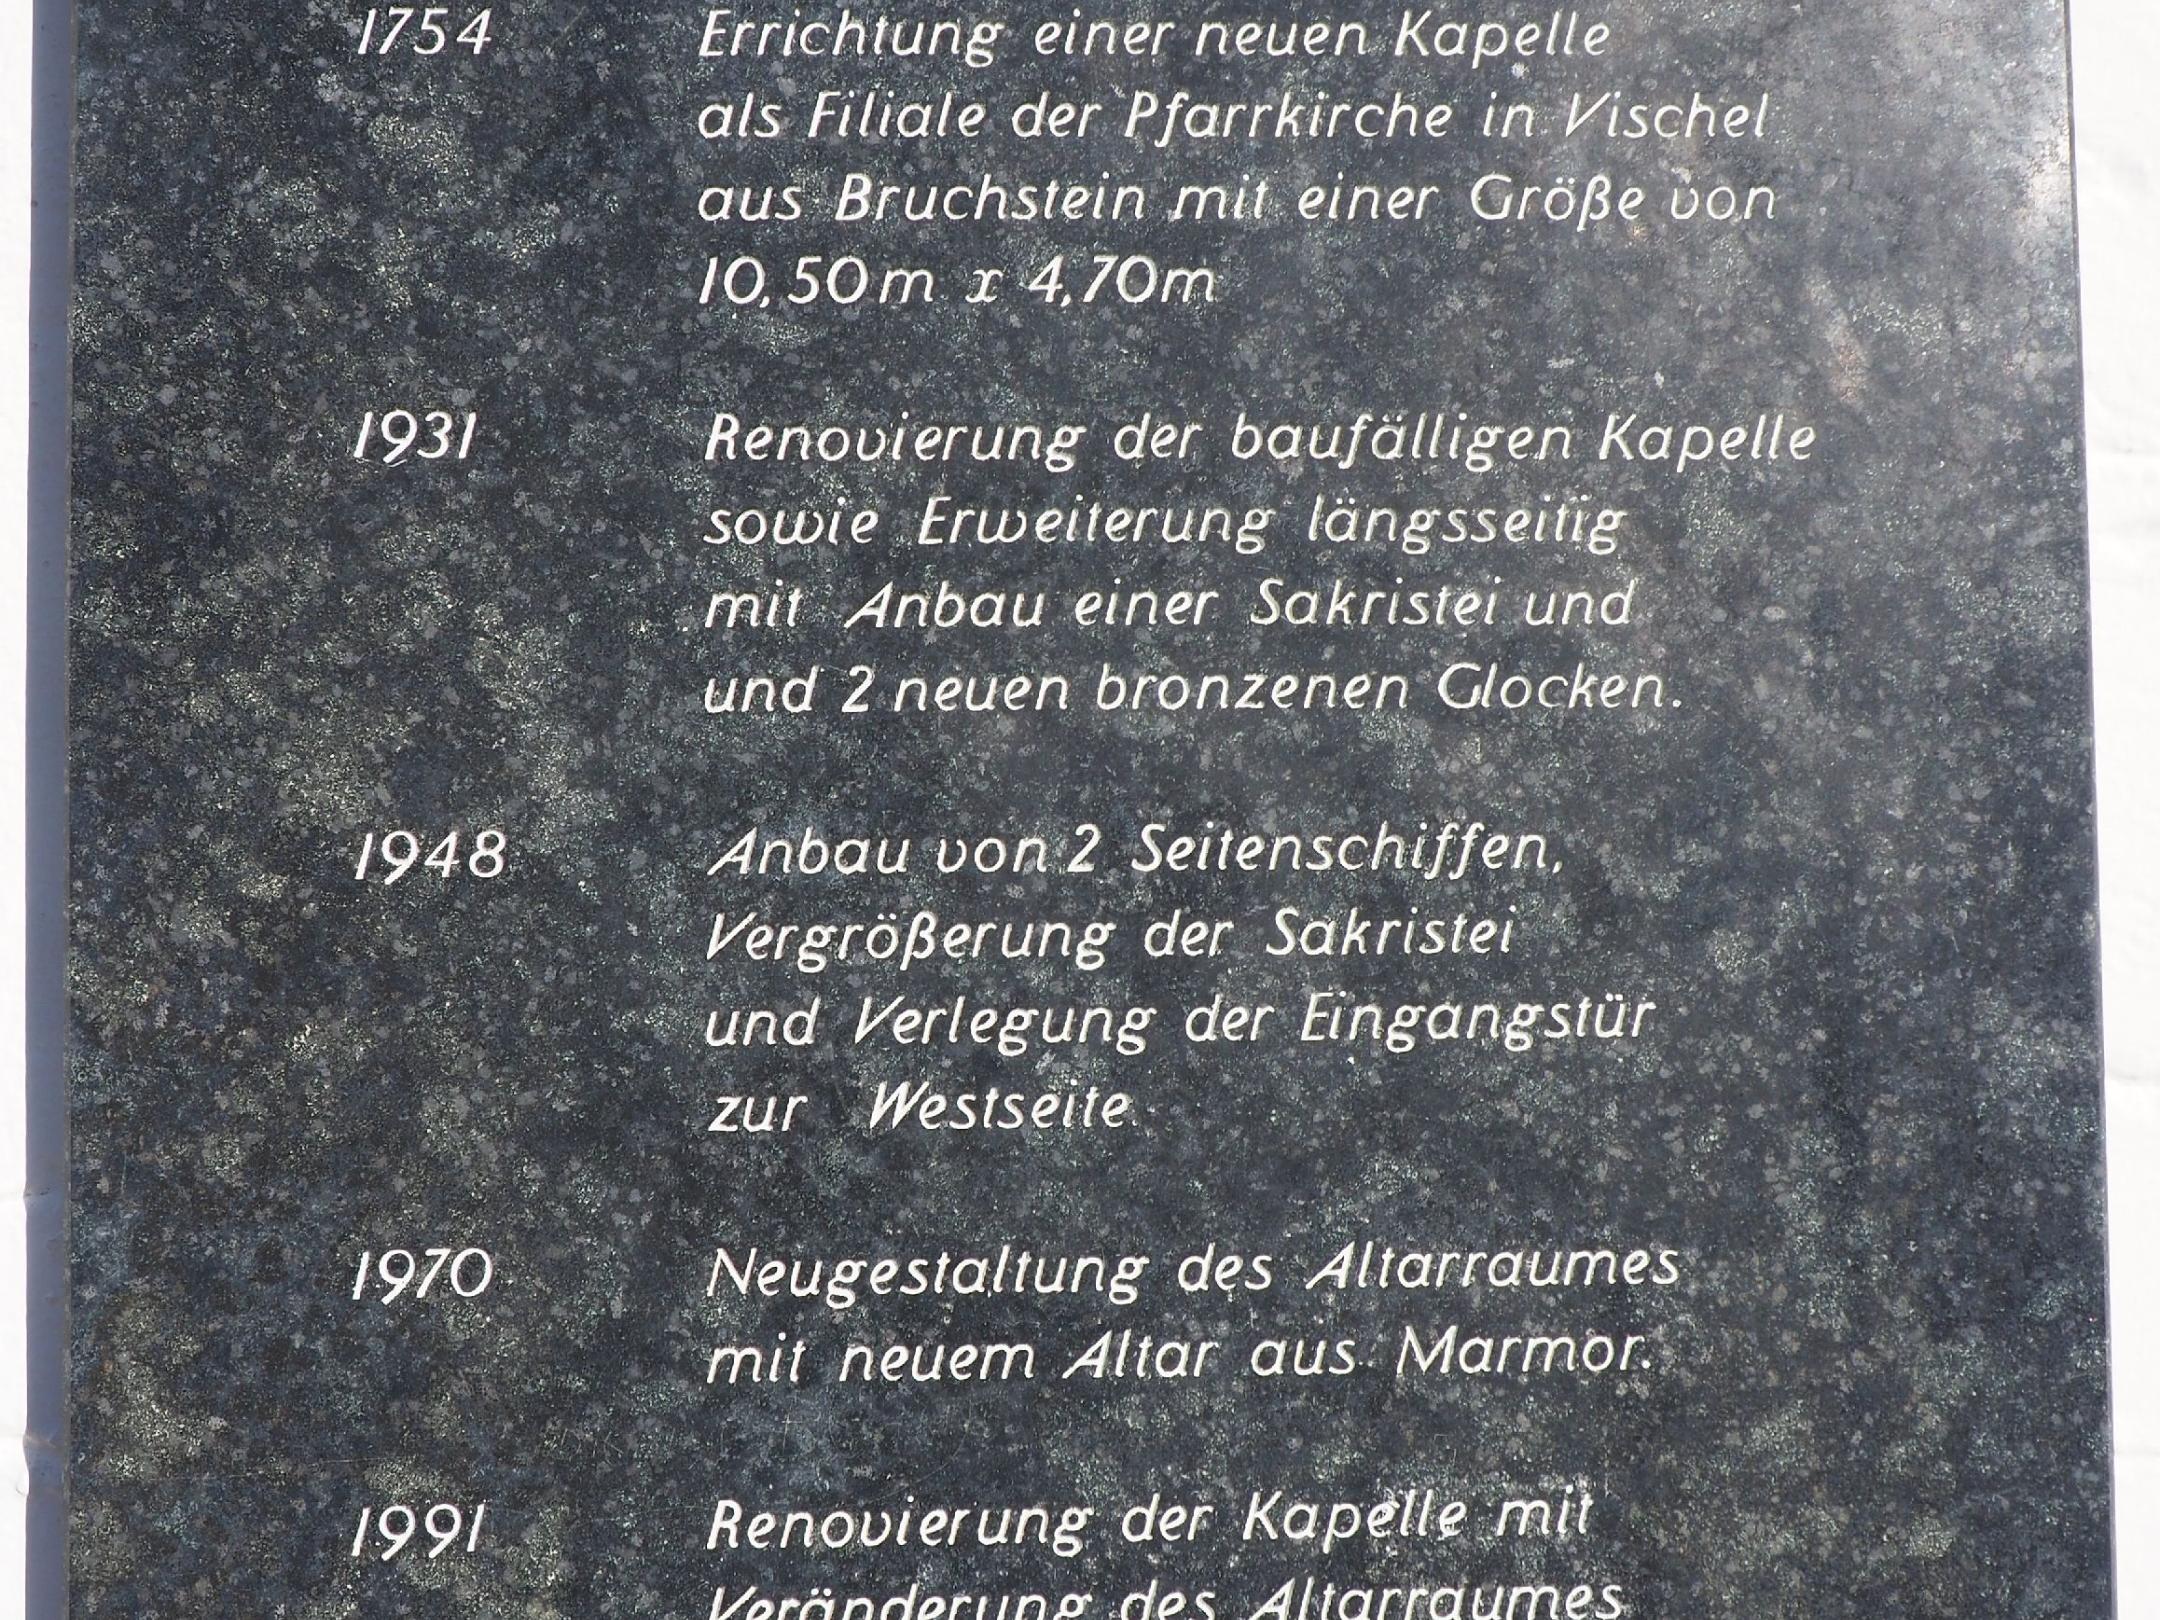 1754 Errichtung einer neuen Kapelle
als Filiale der Pfarrkirche in Vischel
aus Bruchstein mit einer Größe von
10,50m x 4,70m
1931 Renovierung der baufälligen Kapelle
sowie Erweiterung längsseitig
mit Anbau einer Sakristei und
und 2 neuen bronzenen Glocken.
1948 Anbau von 2 Seitenschiffen,
Vergrößerung der Sakristei
und Verlegung der Eingangstür
zur Westseite.
1970 Neugestaltung des Altarraumes
mit neuem Altar aus Marmor.
1991 Renovierung der Kapelle mit
Veränderung des Altarraumes